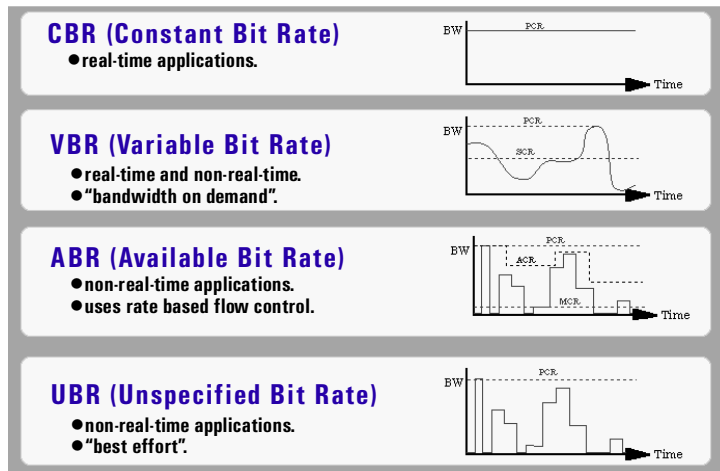 CBR (Constant Bit Rate)
●real-time applications.
BW
PCR
Time
VBR (Variable Bit Rate)
●real-time and non-real-time.
●“bandwidth on demand”.
BW
PCR
SCR
Time
ABR (Available Bit Rate)
●non-real-time applications.
●uses rate based flow control.
BW
PCR
ACR
MCR
Time
UBR (Unspecified Bit Rate)
●non-real-time applications.
●“best effort”.
BW
PCR
Time